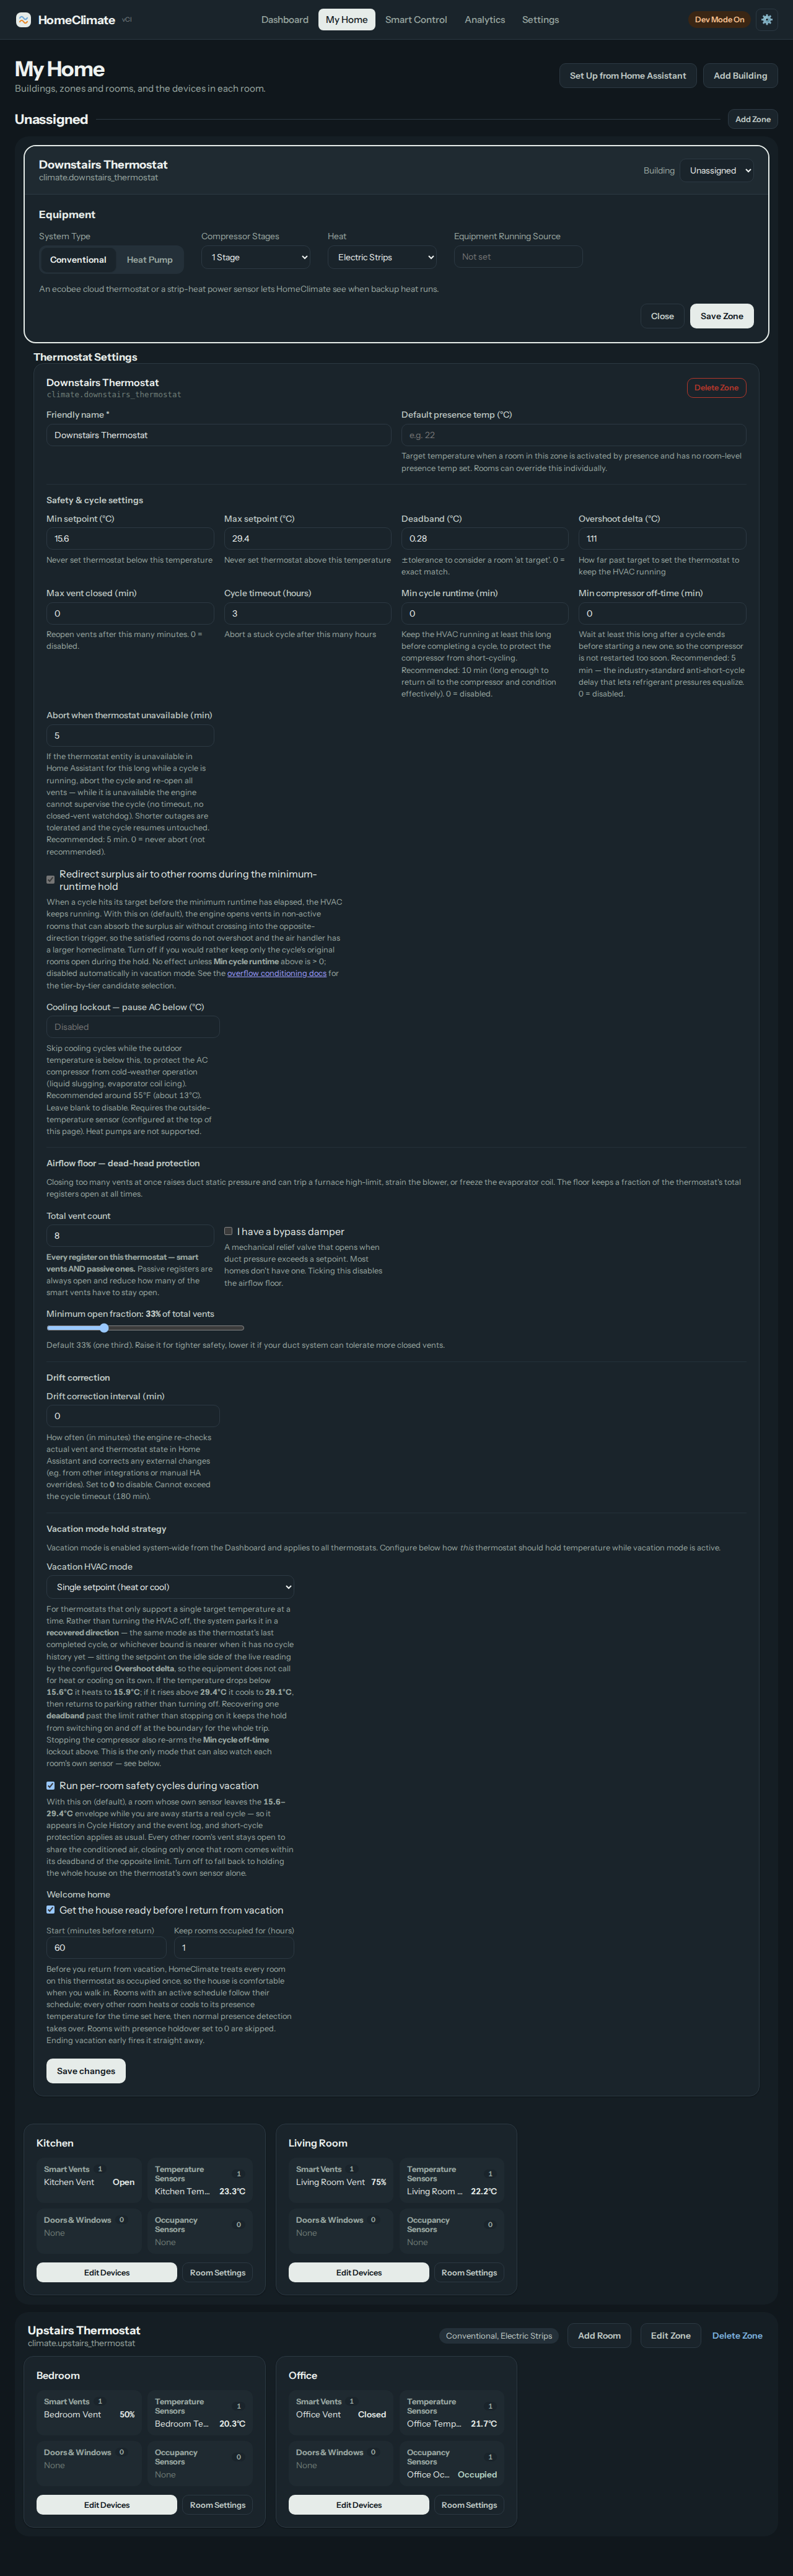 HomeClimate vCI
Dashboard My Home Smart Control Analytics Settings
Dev Mode On
My Home
Buildings, zones and rooms, and the devices in each room.
Set Up from Home Assistant Add Building
Unassigned
Add Zone
Downstairs Thermostat
climate.downstairs_thermostat
Building Unassigned
Equipment
System Type Compressor Stages Heat Equipment Running Source
Conventional Heat Pump 1 Stage Electric Strips Not set
An ecobee cloud thermostat or a strip-heat power sensor lets HomeClimate see when backup heat runs.
Close Save Zone
Thermostat Settings
Downstairs Thermostat
climate.downstairs_thermostat
Delete Zone
Friendly name * Default presence temp (°C)
Downstairs Thermostat e.g. 22
Target temperature when a room in this zone is activated by presence and has no room-level
presence temp set. Rooms can override this individually.
Safety & cycle settings
Min setpoint (°C) Max setpoint (°C) Deadband (°C) Overshoot delta (°C)
15.6 29.4 0.28 1.11
Never set thermostat below this temperature
Never set thermostat above this temperature
±tolerance to consider a room 'at target'. 0 =
exact match.
How far past target to set the thermostat to
keep the HVAC running
Max vent closed (min) Cycle timeout (hours) Min cycle runtime (min) Min compressor off-time (min)
0 3 0 0
Reopen vents after this many minutes. 0 =
disabled.
Abort a stuck cycle after this many hours
Keep the HVAC running at least this long
before completing a cycle, to protect the
compressor from short-cycling.
Recommended: 10 min (long enough to
return oil to the compressor and condition
effectively). 0 = disabled.
Wait at least this long after a cycle ends
before starting a new one, so the compressor
is not restarted too soon. Recommended: 5
min — the industry-standard anti-short-cycle
delay that lets refrigerant pressures equalize.
0 = disabled.
Abort when thermostat unavailable (min)
5
If the thermostat entity is unavailable in
Home Assistant for this long while a cycle is
running, abort the cycle and re-open all
vents — while it is unavailable the engine
cannot supervise the cycle (no timeout, no
closed-vent watchdog). Shorter outages are
tolerated and the cycle resumes untouched.
Recommended: 5 min. 0 = never abort (not
recommended).
Redirect surplus air to other rooms during the minimum-
runtime hold
When a cycle hits its target before the minimum runtime has elapsed, the HVAC
keeps running. With this on (default), the engine opens vents in non-active
rooms that can absorb the surplus air without crossing into the opposite-
direction trigger, so the satisfied rooms do not overshoot and the air handler has
a larger homeclimate. Turn off if you would rather keep only the cycle's original
rooms open during the hold. No effect unless Min cycle runtime above is > 0;
disabled automatically in vacation mode. See the overflow conditioning docs for
the tier-by-tier candidate selection.
Cooling lockout — pause AC below (°C)
Disabled
Skip cooling cycles while the outdoor
temperature is below this, to protect the AC
compressor from cold-weather operation
(liquid slugging, evaporator coil icing).
Recommended around 55°F (about 13°C).
Leave blank to disable. Requires the outside-
temperature sensor (configured at the top of
this page). Heat pumps are not supported.
Airflow floor — dead-head protection
Closing too many vents at once raises duct static pressure and can trip a furnace high-limit, strain the blower, or freeze the evaporator coil. The floor keeps a fraction of the thermostat's total
registers open at all times.
Total vent count
8
Every register on this thermostat — smart
vents AND passive ones. Passive registers are
always open and reduce how many of the
smart vents have to stay open.
I have a bypass damper
A mechanical relief valve that opens when
duct pressure exceeds a setpoint. Most
homes don't have one. Ticking this disables
the airflow floor.
Minimum open fraction: 33% of total vents
Default 33% (one third). Raise it for tighter safety, lower it if your duct system can tolerate more closed vents.
Drift correction
Drift correction interval (min)
0
How often (in minutes) the engine re-checks
actual vent and thermostat state in Home
Assistant and corrects any external changes
(eg. from other integrations or manual HA
overrides). Set to 0 to disable. Cannot exceed
the cycle timeout (180 min).
Vacation mode hold strategy
Vacation mode is enabled system-wide from the Dashboard and applies to all thermostats. Configure below how this thermostat should hold temperature while vacation mode is active.
Vacation HVAC mode
Single setpoint (heat or cool)
For thermostats that only support a single target temperature at a
time. Rather than turning the HVAC off, the system parks it in a
recovered direction — the same mode as the thermostat's last
completed cycle, or whichever bound is nearer when it has no cycle
history yet — sitting the setpoint on the idle side of the live reading
by the configured Overshoot delta, so the equipment does not call
for heat or cooling on its own. If the temperature drops below
15.6°C it heats to 15.9°C; if it rises above 29.4°C it cools to 29.1°C,
then returns to parking rather than turning off. Recovering one
deadband past the limit rather than stopping on it keeps the hold
from switching on and off at the boundary for the whole trip.
Stopping the compressor also re-arms the Min cycle off-time
lockout above. This is the only mode that can also watch each
room's own sensor — see below.
Run per-room safety cycles during vacation
With this on (default), a room whose own sensor leaves the 15.6–
29.4°C envelope while you are away starts a real cycle — so it
appears in Cycle History and the event log, and short-cycle
protection applies as usual. Every other room's vent stays open to
share the conditioned air, closing only once that room comes within
its deadband of the opposite limit. Turn off to fall back to holding
the whole house on the thermostat's own sensor alone.
Welcome home
Get the house ready before I return from vacation
Start (minutes before return) Keep rooms occupied for (hours)
60 1
Before you return from vacation, HomeClimate treats every room
on this thermostat as occupied once, so the house is comfortable
when you walk in. Rooms with an active schedule follow their
schedule; every other room heats or cools to its presence
temperature for the time set here, then normal presence detection
takes over. Rooms with presence holdover set to 0 are skipped.
Ending vacation early fires it straight away.
Save changes
Kitchen
Smart Vents 1
Kitchen Vent Open
Temperature Sensors 1
Kitchen Tem... 23.3°C
Doors & Windows 0
None
Occupancy Sensors 0
None
Edit Devices Room Settings
Living Room
Smart Vents 1
Living Room Vent 75%
Temperature Sensors 1
Living Room ... 22.2°C
Doors & Windows 0
None
Occupancy Sensors 0
None
Edit Devices Room Settings
Upstairs Thermostat
climate.upstairs_thermostat
Conventional, Electric Strips Add Room Edit Zone Delete Zone
Bedroom
Smart Vents 1
Bedroom Vent 50%
Temperature Sensors 1
Bedroom Te... 20.3°C
Doors & Windows 0
None
Occupancy Sensors 0
None
Edit Devices Room Settings
Office
Smart Vents 1
Office Vent Closed
Temperature Sensors 1
Office Temp... 21.7°C
Doors & Windows 0
None
Occupancy Sensors 1
Office Oc... Occupied
Edit Devices Room Settings